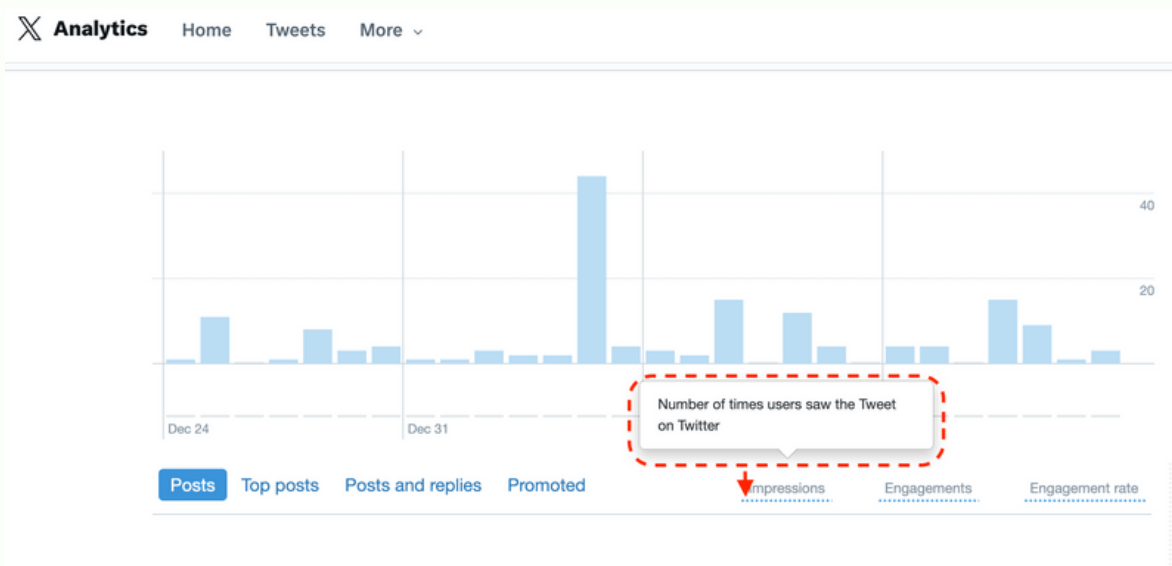 X Analytics Home Tweets More
40
20
Number of times users saw the Tweet
on Twitter
Dec 24 Dec 31
Posts Top posts Posts and replies Promoted Impressions Engagements Engagement rate